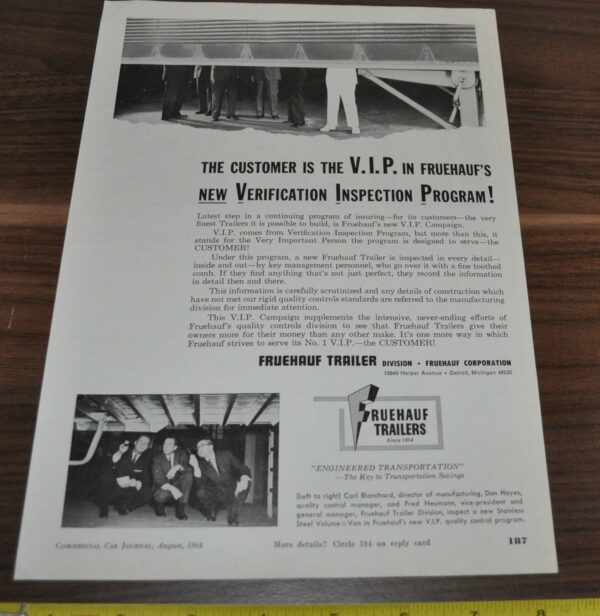 THE CUSTOMER IS THE V.I.P. IN FRUEHAUF'S
NEW VERIFICATION INSPECTION PROGRAM!
Latest step in a continuing program of insuring—for its customers—the very
finest Trailers it is possible to build, is Fruehauf's new V.I.P. Campaign.
V.I.P. comes from Verification Inspection Program, but more than this, it
stands for the Very Important Person the program is designed to serve—the
CUSTOMER!
Under this program, a new Fruehauf Trailer is inspected in every detail—
inside and out—by key management personnel, who go over it with a fine toothed
comb. If they find anything that's not just perfect, they record the information
in detail then and there.
This information is carefully scrutinized and any details of construction which
have not met our rigid quality controls standards are referred to the manufacturing
division for immediate attention.
This V.I.P. Campaign supplements the intensive, never-ending efforts of
Fruehauf's quality controls division to see that Fruehauf Trailers give their
owners more for their money than any other make. It's one more way in which
Fruehauf strives to serve its No. 1 V.I.P.—the CUSTOMER!
FRUEHAUF TRAILER DIVISION • FRUEHAUF CORPORATION
10940 Harper Avenue • Detroit, Michigan 48232
FRUEHAUF
TRAILERS
Since 1914
"ENGINEERED TRANSPORTATION"
—The Key to Transportation Savings
(Left to right) Carl Blanchard, director of manufacturing, Don Hayes,
quality control manager, and Fred Neumann, vice-president and
general manager, Fruehauf Trailer Division, inspect a new Stainless
Steel Volume Van in Fruehauf's new V.I.P. quality control program.
COMMERCIAL CAR JOURNAL, August, 1964
More details? Circle 194 on reply card
187
5 6 7 8